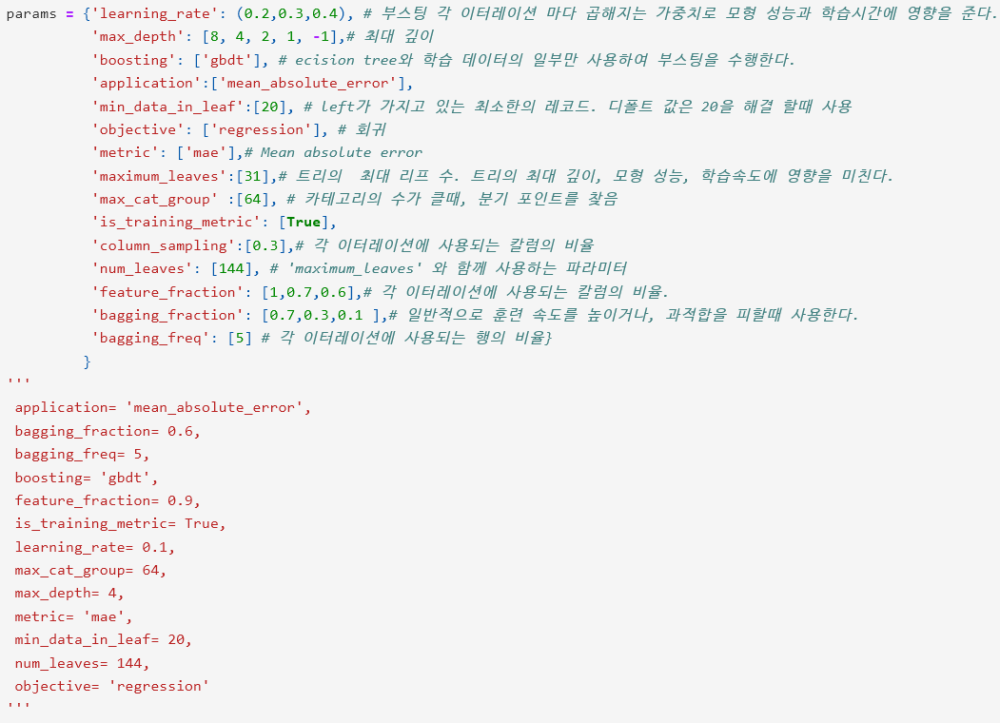 params = {'learning_rate': (0.2,0.3,0.4), # 부스팅 각 이터레이션 마다 곱해지는 가중치로 모형 성능과 학습시간에 영향을 준다.
'max_depth': [8, 4, 2, 1, -1],# 최대 깊이
'boosting': ['gbdt'], # ecision tree와 학습 데이터의 일부만 사용하여 부스팅을 수행한다.
'application':['mean_absolute_error'],
'min_data_in_leaf':[20], # left가 가지고 있는 최소한의 레코드. 디폴트 값은 20을 해결 할때 사용
'objective': ['regression'], # 회귀
'metric': ['mae'],# Mean absolute error
'maximum_leaves':[31],# 트리의  최대 리프 수. 트리의 최대 깊이, 모형 성능, 학습속도에 영향을 미친다.
'max_cat_group' :[64], # 카테고리의 수가 클때, 분기 포인트를 찾음
'is_training_metric': [True],
'column_sampling':[0.3],# 각 이터레이션에 사용되는 칼럼의 비율
'num_leaves': [144], # 'maximum_leaves' 와 함께 사용하는 파라미터
'feature_fraction': [1,0.7,0.6],# 각 이터레이션에 사용되는 칼럼의 비율.
'bagging_fraction': [0.7,0.3,0.1 ],# 일반적으로 훈련 속도를 높이거나, 과적합을 피할때 사용한다.
'bagging_freq': [5] # 각 이터레이션에 사용되는 행의 비율}
}
'''
application= 'mean_absolute_error',
bagging_fraction= 0.6,
bagging_freq= 5,
boosting= 'gbdt',
feature_fraction= 0.9,
is_training_metric= True,
learning_rate= 0.1,
max_cat_group= 64,
max_depth= 4,
metric= 'mae',
min_data_in_leaf= 20,
num_leaves= 144,
objective= 'regression'
'''